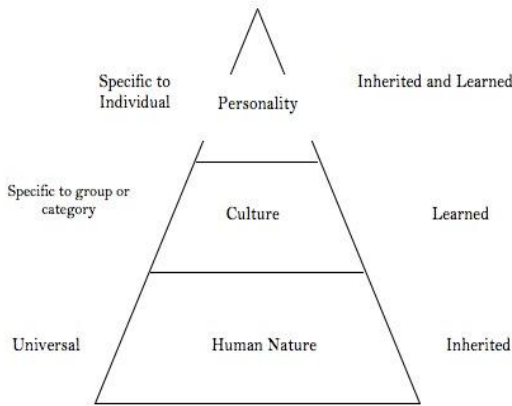 Specific to
Individual
Personality
Inherited and Learned
Specific to group or
category
Culture
Learned
Universal
Human Nature
Inherited